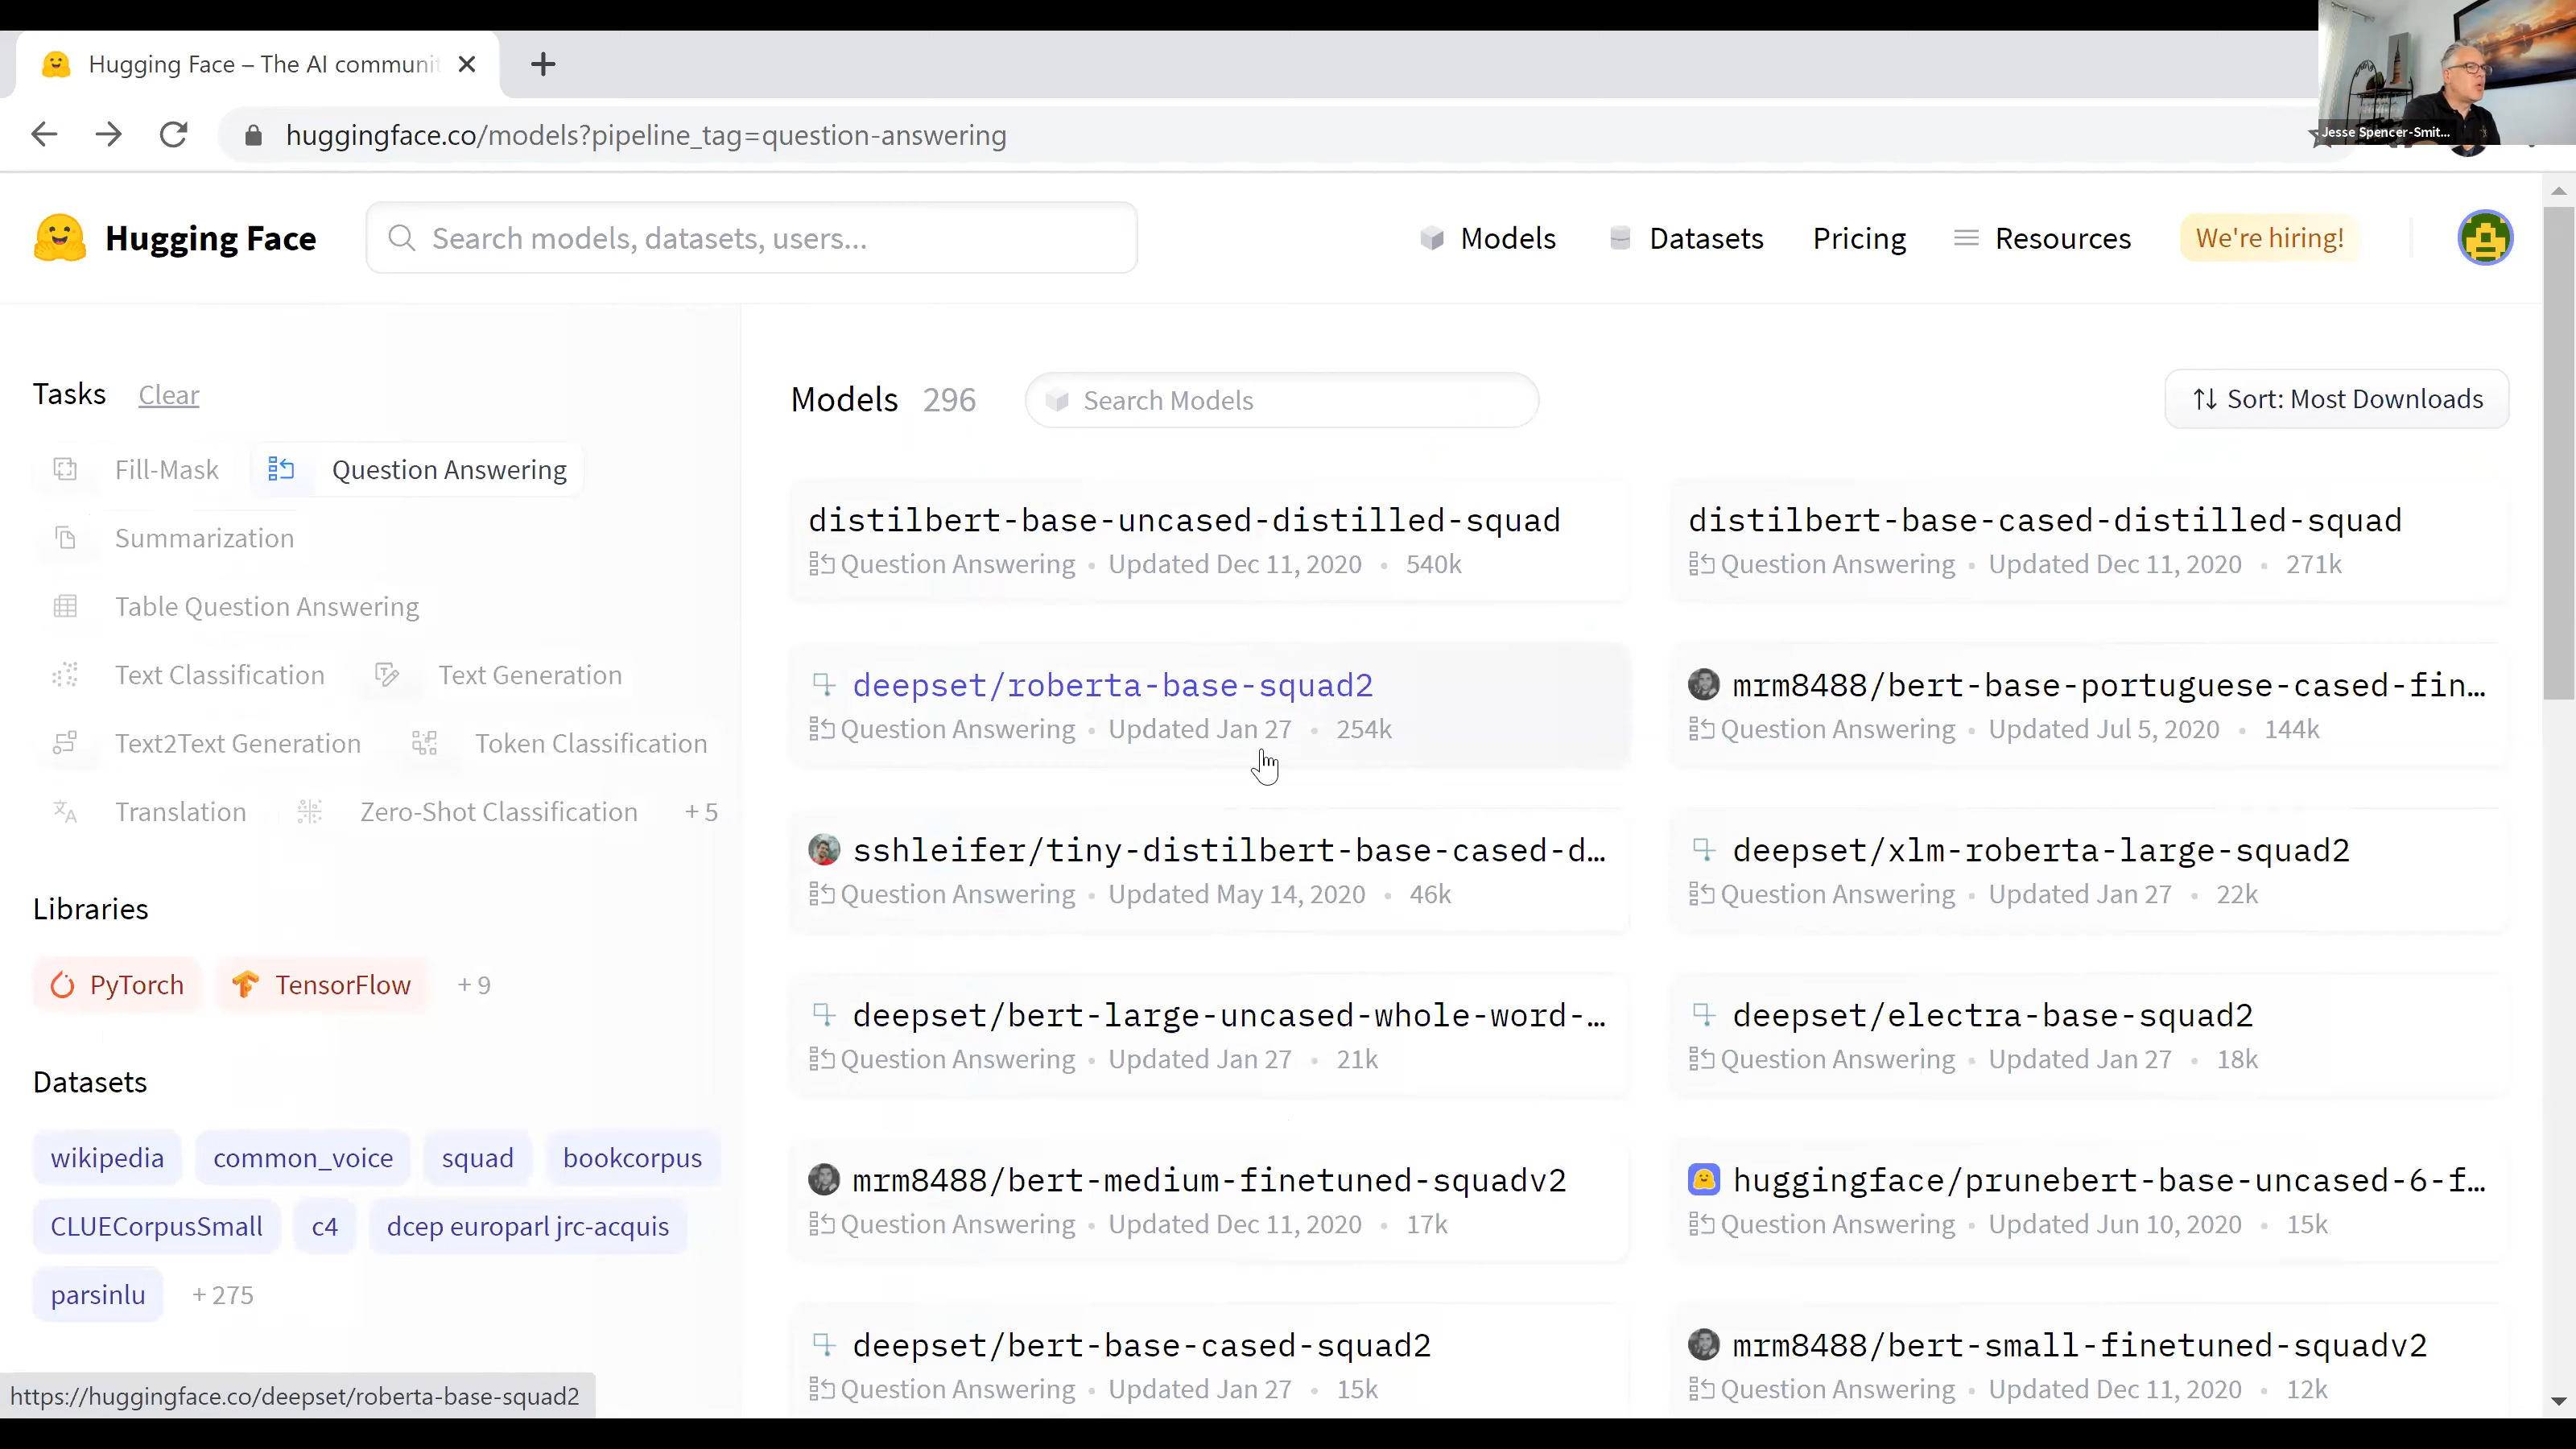 Hugging Face – The AI communit
huggingface.co/models?pipeline_tag=question-answering
Jesse Spencer-Smit...
Hugging Face
Search models, datasets, users...
Models
Datasets
Pricing
Resources
We're hiring!
Tasks Clear
Fill-Mask
Question Answering
Summarization
Table Question Answering
Text Classification
Text Generation
Text2Text Generation
Token Classification
Translation
Zero-Shot Classification
+ 5
Libraries
PyTorch
TensorFlow
+ 9
Datasets
wikipedia
common_voice
squad
bookcorpus
CLUECorpusSmall
c4
dcep europarl jrc-acquis
parsinlu
+ 275
Models 296
Search Models
Sort: Most Downloads
distilbert-base-uncased-distilled-squad
Question Answering • Updated Dec 11, 2020 • 540k
distilbert-base-cased-distilled-squad
Question Answering • Updated Dec 11, 2020 • 271k
deepset/roberta-base-squad2
Question Answering • Updated Jan 27 • 254k
mrm8488/bert-base-portuguese-cased-fin...
Question Answering • Updated Jul 5, 2020 • 144k
sshleifer/tiny-distilbert-base-cased-d...
Question Answering • Updated May 14, 2020 • 46k
deepset/xlm-roberta-large-squad2
Question Answering • Updated Jan 27 • 22k
deepset/bert-large-uncased-whole-word-...
Question Answering • Updated Jan 27 • 21k
deepset/electra-base-squad2
Question Answering • Updated Jan 27 • 18k
mrm8488/bert-medium-finetuned-squadv2
Question Answering • Updated Dec 11, 2020 • 17k
huggingface/prunebert-base-uncased-6-f...
Question Answering • Updated Jun 10, 2020 • 15k
deepset/bert-base-cased-squad2
Question Answering • Updated Jan 27 • 15k
mrm8488/bert-small-finetuned-squadv2
Question Answering • Updated Dec 11, 2020 • 12k
https://huggingface.co/deepset/roberta-base-squad2